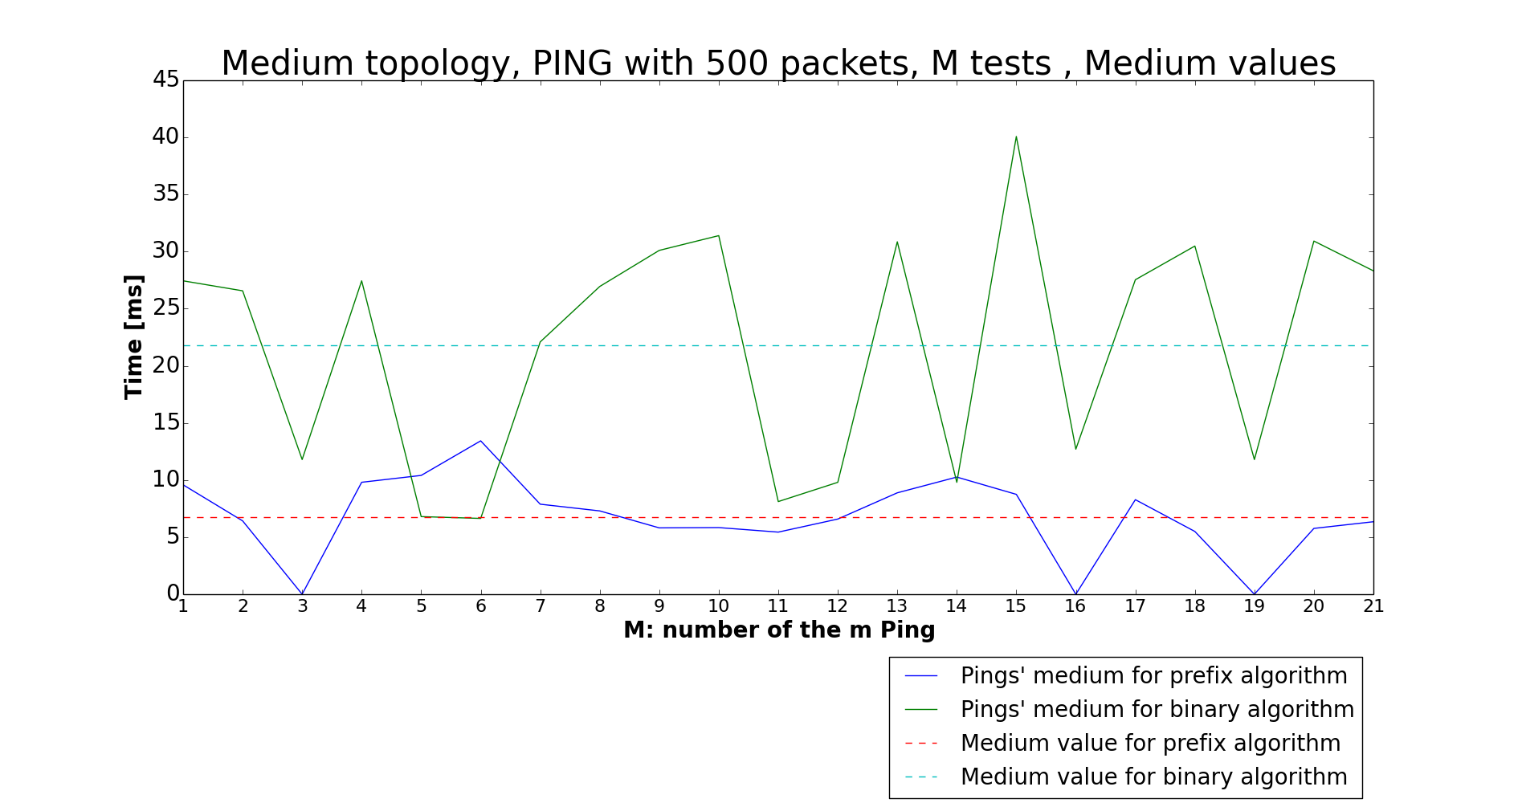 Medium topology, PING with 500 packets, M tests , Medium values
45
40
35
30
25
20
15
10
5
0
Time [ms]
1 2 3 4 5 6 7 8 9 10 11 12 13 14 15 16 17 18 19 20 21
M: number of the m Ping
Pings' medium for prefix algorithm
Pings' medium for binary algorithm
Medium value for prefix algorithm
Medium value for binary algorithm